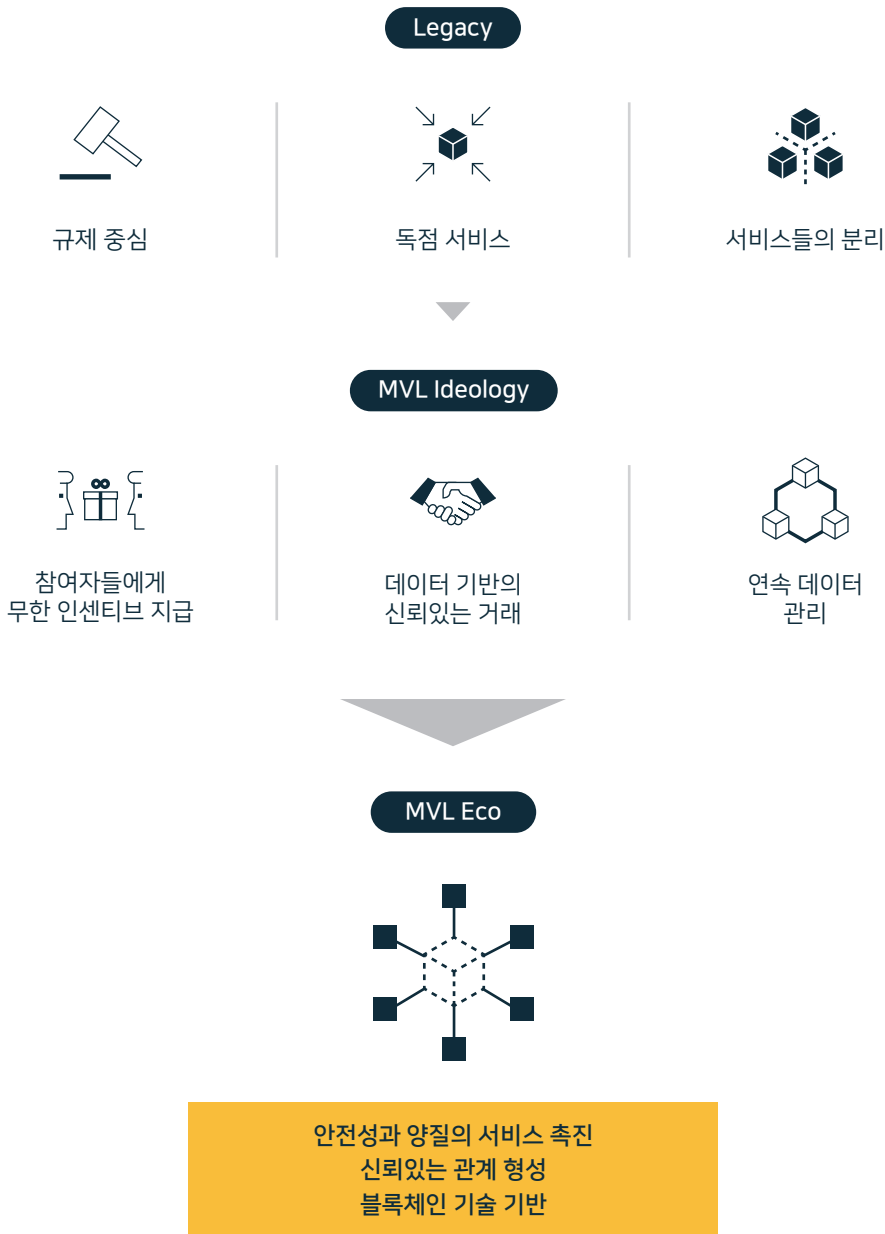 Legacy
규제 중심
독점 서비스
서비스들의 분리
MVL Ideology
참여자들에게
무한 인센티브 지급
데이터 기반의
신뢰있는 거래
연속 데이터
관리
MVL Eco
안전성과 양질의 서비스 촉진
신뢰있는 관계 형성
블록체인 기술 기반